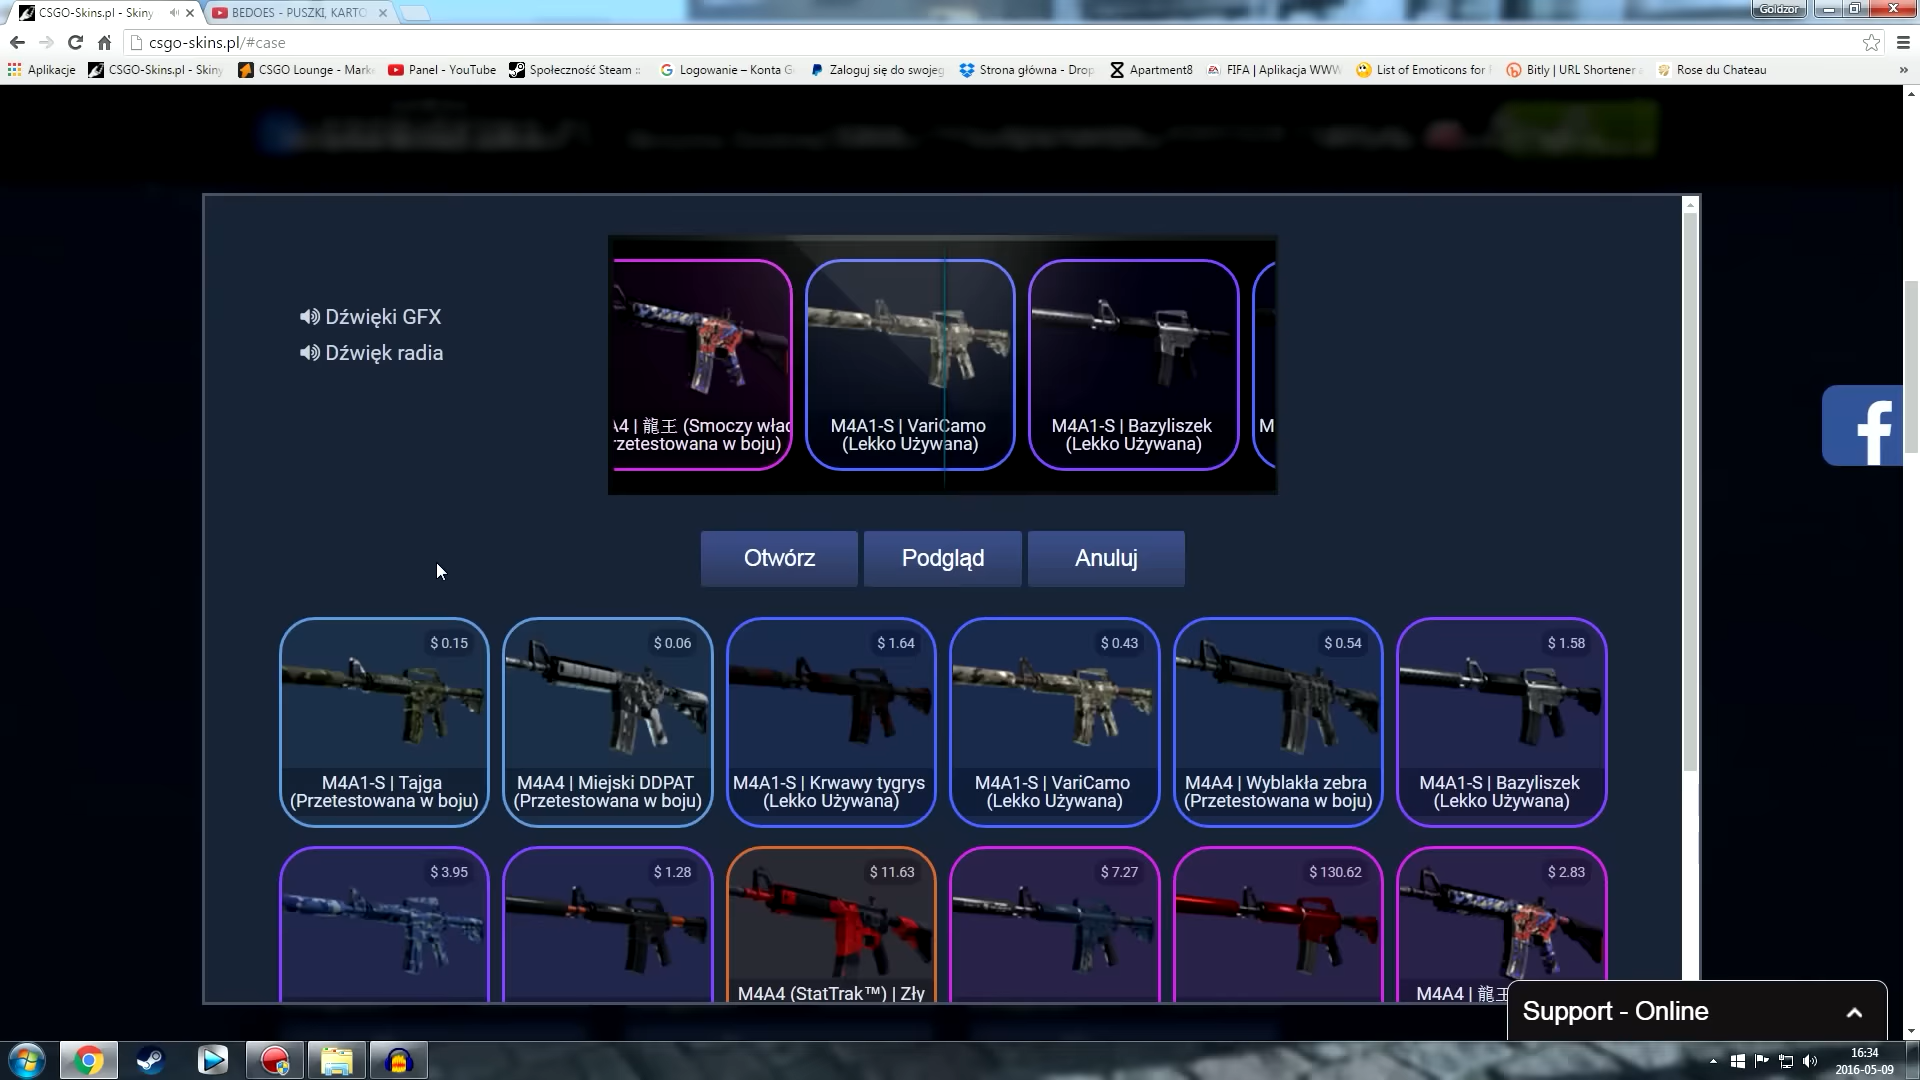 CSGO-Skins.pl - Skiny
BEDOES - PUSZKI, KARTO
Goldzor
csgo-skins.pl/#case
Aplikacje
CSGO-Skins.pl - Skiny
CSGO Lounge - Mark
Panel - YouTube
Społeczność Steam ::
Logowanie – Konta G
Zaloguj się do swojeg
Strona główna - Drop
Apartment8
FIFA | Aplikacja WWW
List of Emoticons for
Bitly | URL Shortener
Rose du Chateau
Dźwięki GFX
Dźwięk radia
龍王 (Smoczy wład
rzetestowana w boju)
M4A1-S | VariCamo
(Lekko Używana)
M4A1-S | Bazyliszek
(Lekko Używana)
M
Otwórz
Podgląd
Anuluj
$ 0.15
M4A1-S | Tajga
(Przetestowana w boju)
$ 0.06
M4A4 | Miejski DDPAT
(Przetestowana w boju)
$ 1.64
M4A1-S | Krwawy tygrys
(Lekko Używana)
$ 0.43
M4A1-S | VariCamo
(Lekko Używana)
$ 0.54
M4A4 | Wyblakła zebra
(Przetestowana w boju)
$ 1.58
M4A1-S | Bazyliszek
(Lekko Używana)
$ 3.95
$ 1.28
$ 11.63
M4A4 (StatTrak™) | Zły
$ 7.27
$ 130.62
$ 2.83
M4A4 | 龍王
Support - Online
16:34
2016-05-09